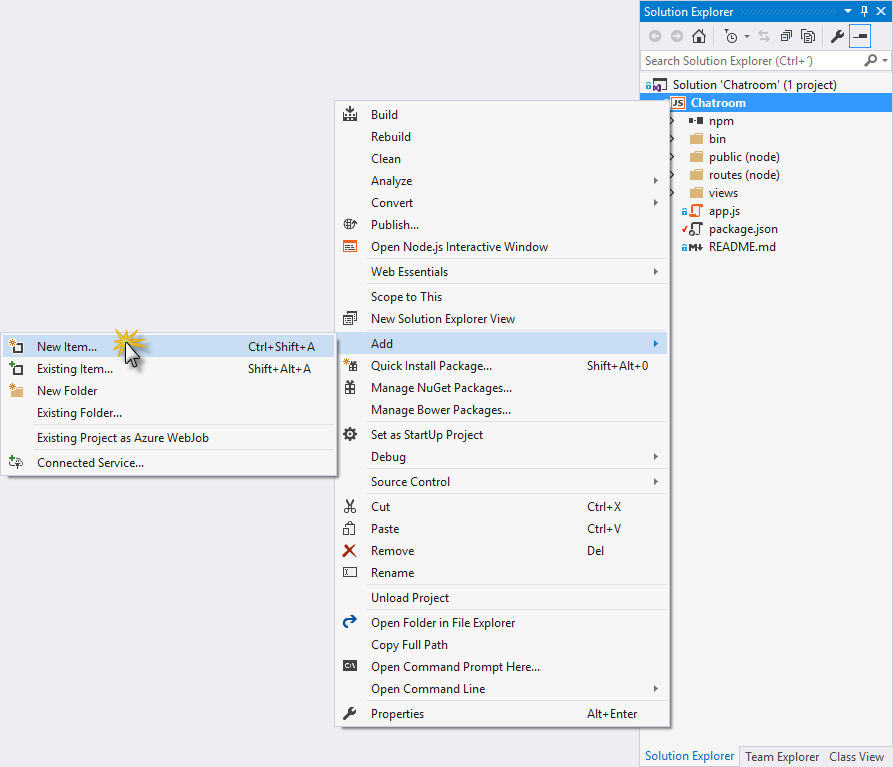 Solution Explorer
Search Solution Explorer (Ctrl+´)
Solution 'Chatroom' (1 project)
JS Chatroom
npm
bin
public (node)
routes (node)
views
app.js
package.json
README.md
Build
Rebuild
Clean
Analyze
Convert
Publish...
Open Node.js Interactive Window
Web Essentials
Scope to This
New Solution Explorer View
Add
Quick Install Package... Shift+Alt+0
Manage NuGet Packages...
Manage Bower Packages...
Set as StartUp Project
Debug
Source Control
Cut Ctrl+X
Paste Ctrl+V
Remove Del
Rename
Unload Project
Open Folder in File Explorer
Copy Full Path
Open Command Prompt Here...
Open Command Line
Properties Alt+Enter
New Item... Ctrl+Shift+A
Existing Item... Shift+Alt+A
New Folder
Existing Folder...
Existing Project as Azure WebJob
Connected Service...
Solution Explorer Team Explorer Class View